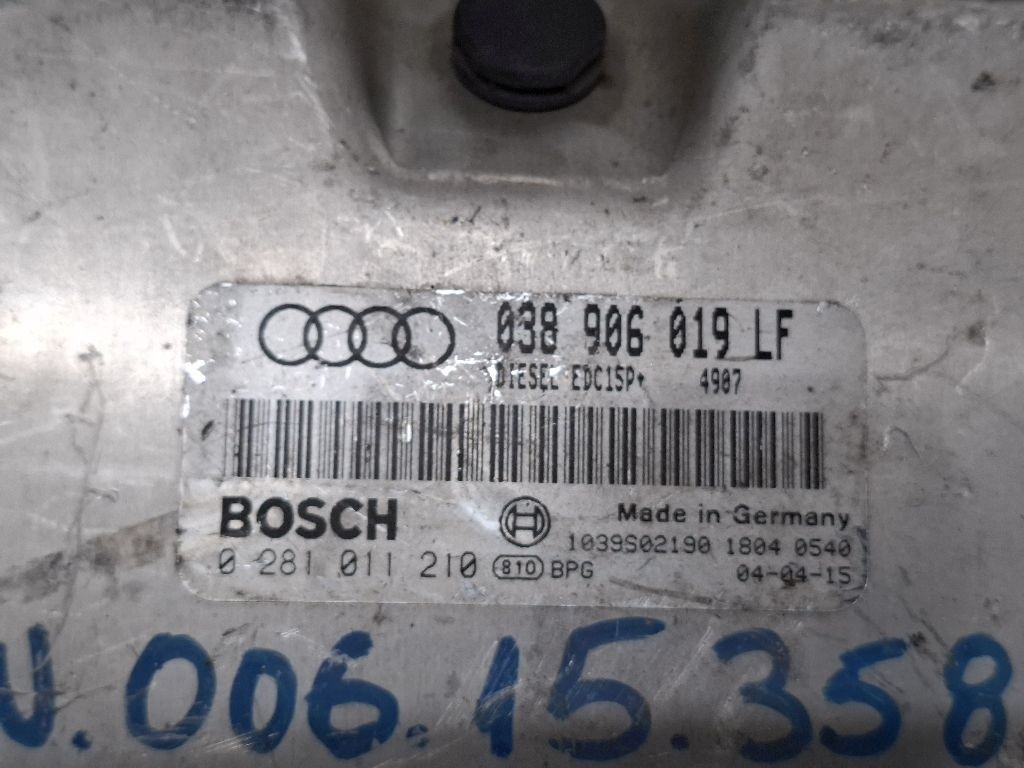 038 906 019 LF
DIESEL EDC15P+ 4907
BOSCH
Made in Germany
1039S02190 1804 0540
0 281 011 210 810 BPG
04-04-15
.006.15.358